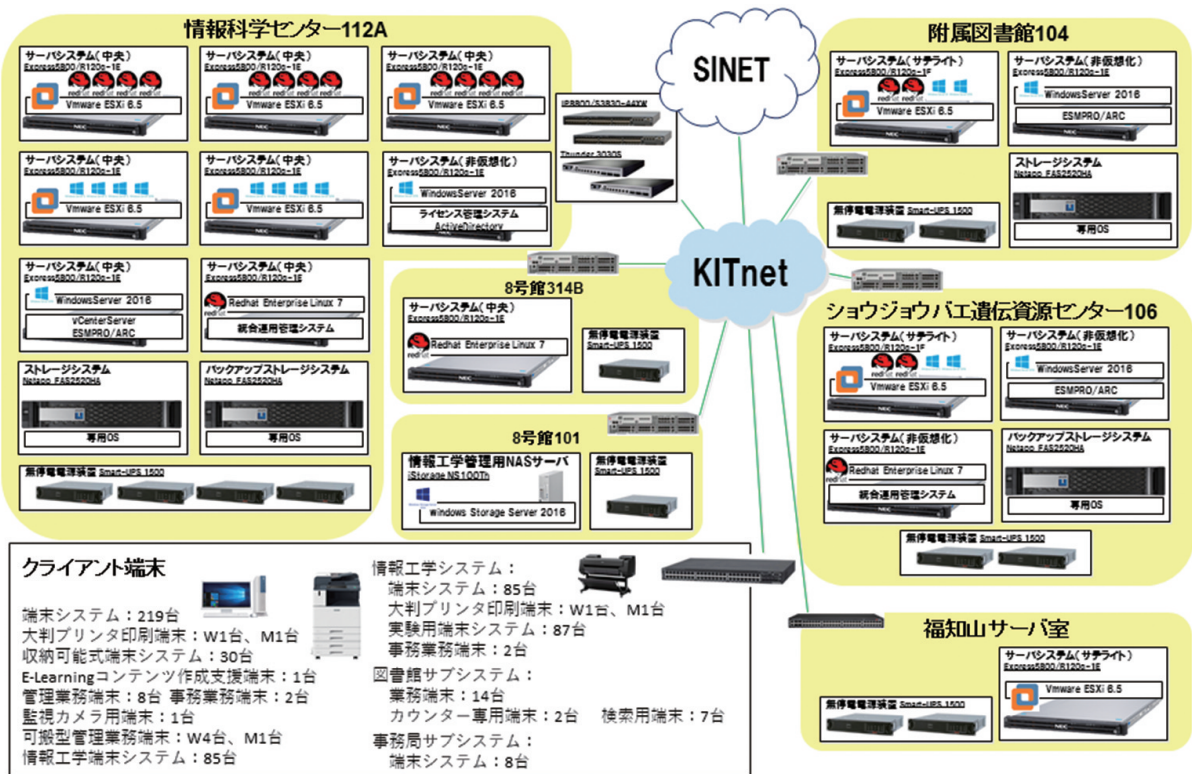 情報科学センター112A
サーバシステム(中央)
Express5800/R120g-1E
Vmware ESXi 6.5
サーバシステム(中央)
Express5800/R120g-1E
Vmware ESXi 6.5
サーバシステム(中央)
Express5800/R120g-1E
Vmware ESXi 6.5
サーバシステム(中央)
Express5800/R120g-1E
Vmware ESXi 6.5
サーバシステム(中央)
Express5800/R120g-1E
Vmware ESXi 6.5
サーバシステム(非仮想化)
Express5800/R120g-1E
WindowsServer 2016
ライセンス管理システム
ActiveDirectory
サーバシステム(中央)
Express5800/R120g-1E
WindowsServer 2016
vCenterServer
ESMPRO/ARC
サーバシステム(中央)
Express5800/R120g-1E
Redhat Enterprise Linux 7
統合運用管理システム
ストレージシステム
Netapp FAS2520HA
専用OS
バックアップストレージシステム
Netapp FAS2520HA
専用OS
無停電電源装置 Smart-UPS 1500
IP8800/S3830-44XW
Thunder 3030S
SINET
KITnet
8号館314B
サーバシステム(中央)
Express5800/R120g-1E
Redhat Enterprise Linux 7
無停電電源装置
Smart-UPS 1500
8号館101
情報工学管理用NASサーバ
iStorage NS100Th
Windows Storage Server 2016
無停電電源装置
Smart-UPS 1500
附属図書館104
サーバシステム(サテライト)
Express5800/R120g-1F
Vmware ESXi 6.5
サーバシステム(非仮想化)
Express5800/R120g-1E
WindowsServer 2016
ESMPRO/ARC
無停電電源装置 Smart-UPS 1500
ストレージシステム
Netapp FAS2520HA
専用OS
ショウジョウバエ遺伝資源センター106
サーバシステム(サテライト)
Express5800/R120g-1F
Vmware ESXi 6.5
サーバシステム(非仮想化)
Express5800/R120g-1E
WindowsServer 2016
ESMPRO/ARC
サーバシステム(非仮想化)
Express5800/R120g-1E
Redhat Enterprise Linux 7
統合運用管理システム
バックアップストレージシステム
Netapp FAS2520HA
専用OS
無停電電源装置 Smart-UPS 1500
福知山サーバ室
無停電電源装置 Smart-UPS 1500
サーバシステム(サテライト)
Express5800/R120g-1E
Vmware ESXi 6.5
クライアント端末
端末システム:219台
大判プリンタ印刷端末:W1台、M1台
収納可能式端末システム:30台
E-Learningコンテンツ作成支援端末:1台
管理業務端末:8台 事務業務端末:2台
監視カメラ用端末:1台
可搬型管理業務端末:W4台、M1台
情報工学端末システム:85台
情報工学システム:
端末システム:85台
大判プリンタ印刷端末:W1台、M1台
実験用端末システム:87台
事務業務端末:2台
図書館サブシステム:
業務端末:14台
カウンター専用端末:2台 検索用端末:7台
事務局サブシステム:
端末システム:8台